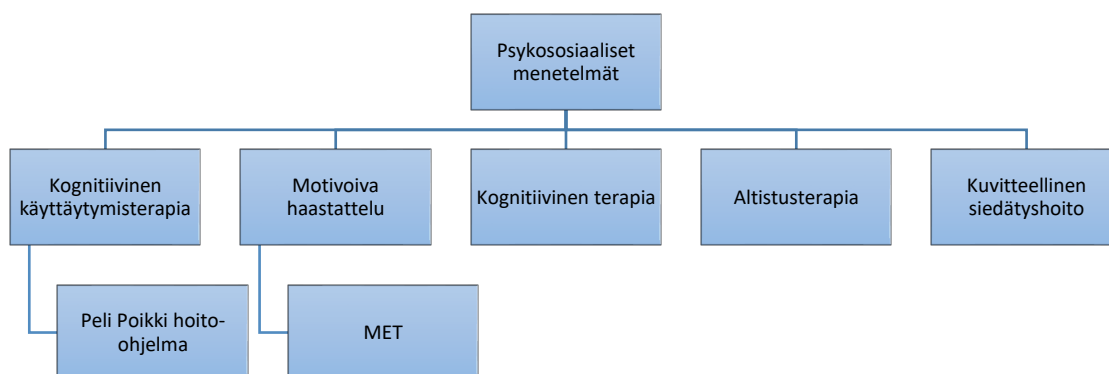 Psykososiaaliset
menetelmät
Kognitiivinen
käyttäytymisterapia
Motivoiva
haastattelu
Kognitiivinen terapia
Altistusterapia
Kuvitteellinen
siedätyshoito
Peli Poikki hoito-
ohjelma
MET